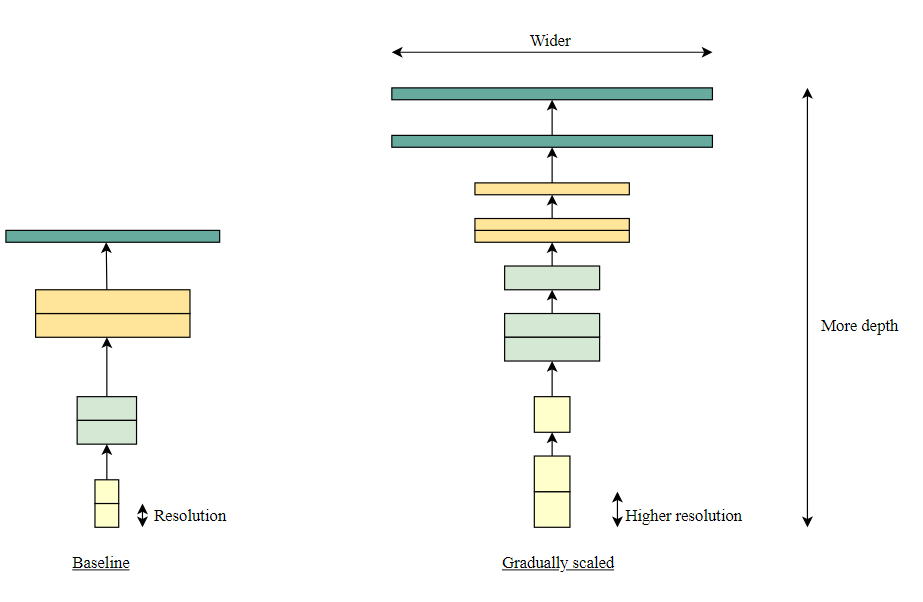 Wider
More depth
Resolution
Higher resolution
Baseline
Gradually scaled